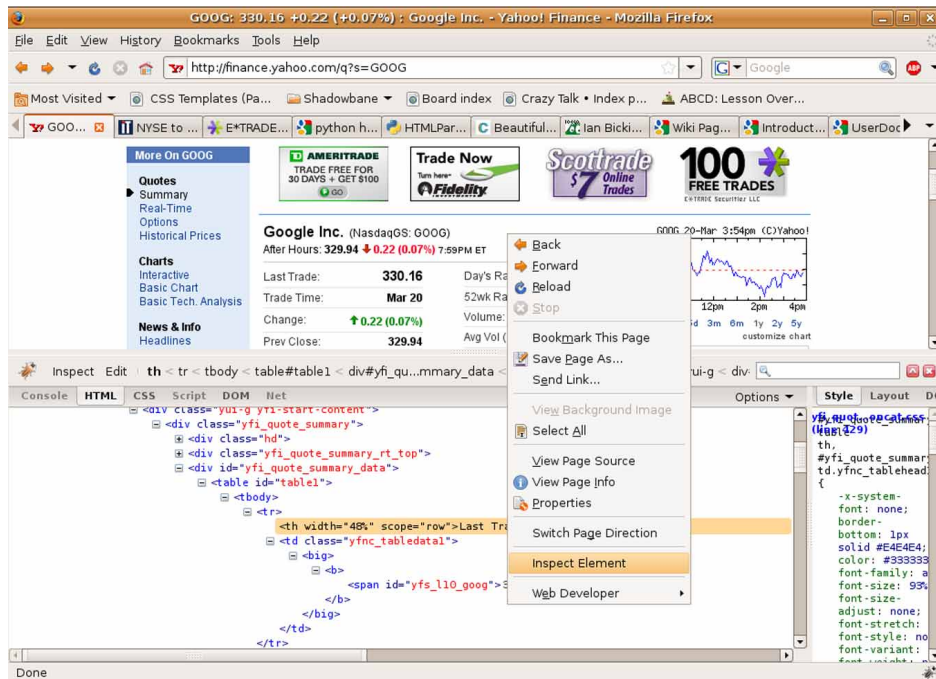 GOOG: 330.16 +0.22 (+0.07%) : Google Inc. - Yahoo! Finance - Mozilla Firefox
File Edit View History Bookmarks Tools Help
http://finance.yahoo.com/q?s=GOOG
Google
ABP
Most Visited
CSS Templates (Pa...
Shadowbane
Board index
Crazy Talk • Index p...
ABCD: Lesson Over...
GOO...
NYSE to ...
E*TRADE...
python h...
HTMLPar...
Beautiful...
Ian Bicki...
Wiki Pag...
Introduct...
UserDoc
More On GOOG
Quotes
Summary
Real-Time
Options
Historical Prices
Charts
Interactive
Basic Chart
Basic Tech. Analysis
News & Info
Headlines
AMERITRADE
TRADE FREE FOR
30 DAYS + GET $100
GO
Trade Now
Turn here
Fidelity
Scottrade
$7 Online
Trades
100
FREE TRADES
E*TRADE Securities LLC
Google Inc. (NasdaqGS: GOOG)
After Hours: 329.94 0.22 (0.07%) 7:59PM ET
Last Trade: 330.16
Trade Time: Mar 20
Change: 0.22 (0.07%)
Prev Close: 329.94
Day's Ra
52wk Ra
Volume:
Avg Vol (
GOOG 20-Mar 3:54pm (C)Yahoo!
12pm 2pm 4pm
3m 6m 1y 2y 5y
customize chart
Back
Forward
Reload
Stop
Bookmark This Page
Save Page As...
Send Link...
View Background Image
Select All
View Page Source
View Page Info
Properties
Switch Page Direction
Inspect Element
Web Developer
Inspect Edit th < tr < tbody < table#table1 < div#yfi_qu...mmary_data <
yui-g < div
Console HTML CSS Script DOM Net
Options
Style Layout
<div class="yui-g yfi-start-content">
<div class="yfi_quote_summary">
<div class="hd">
<div class="yfi_quote_summary_rt_top">
<div id="yfi_quote_summary_data">
<table id="table1">
<tbody>
<tr>
<th width="48%" scope="row">Last Tra
<td class="yfnc_tabledata1">
<big>
<b>
<span id="yfs_l10_goog">
</b>
</big>
</td>
</tr>
(line 429)
th,
#yfi_quote_summar
td.yfnc_tablehead
{
-x-system-
font: none;
border-
bottom: 1px
solid #E4E4E4;
color: #333333
font-family: a
font-size: 93%
font-size-
adjust: none;
font-stretch:
font-style: no
font-variant:
Done